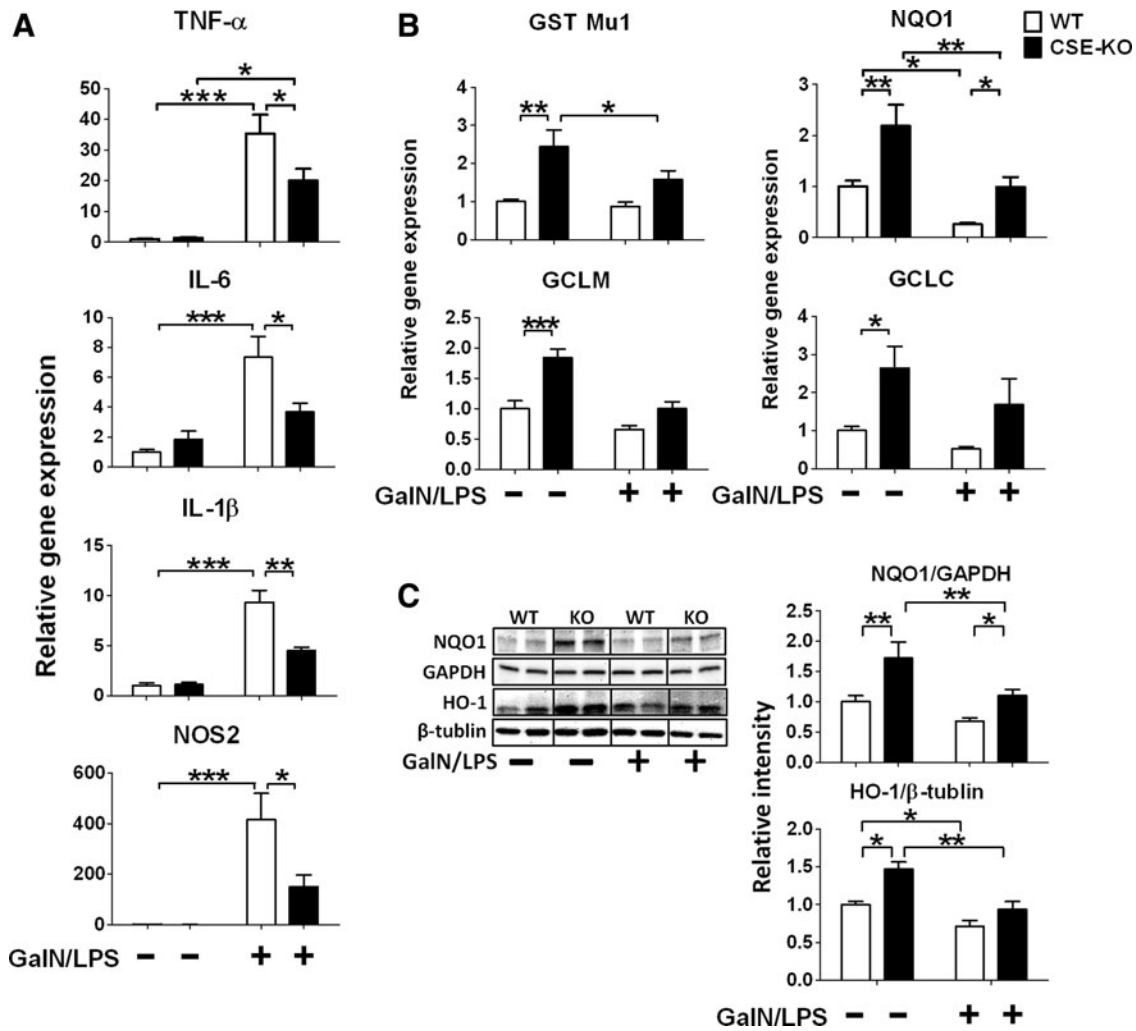 A
TNF-α
***
*
*
50
40
30
20
10
0
IL-6
***
*
10
8
6
4
2
0
IL-1β
***
**
15
10
5
0
NOS2
***
*
600
400
200
0
Relative gene expression
GalN/LPS − − + +
B
GST Mu1
**
*
4
3
2
1
0
NQO1
**
*
**
*
3
2
1
0
WT
CSE-KO
GCLM
***
2.5
2.0
1.5
1.0
0.5
0.0
GCLC
*
4
3
2
1
0
Relative gene expression
Relative gene expression
GalN/LPS − − + +
GalN/LPS − − + +
C
WT KO WT KO
NQO1
GAPDH
HO-1
β-tublin
GalN/LPS − − + +
NQO1/GAPDH
**
**
*
2.5
2.0
1.5
1.0
0.5
0.0
HO-1/β-tublin
*
*
**
2.0
1.5
1.0
0.5
0.0
Relative intensity
GalN/LPS − − + +